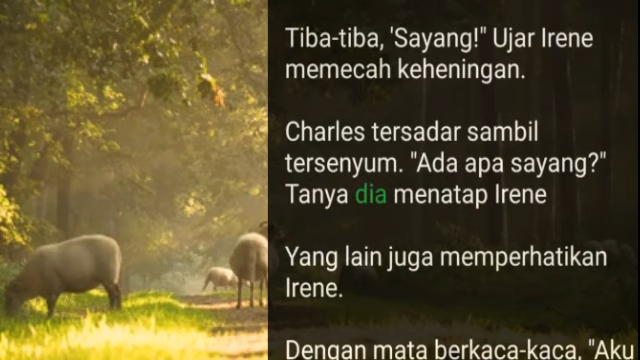 Tiba-tiba, 'Sayang!" Ujar Irene
memecah keheningan.
Charles tersadar sambil
tersenyum. "Ada apa sayang?"
Tanya dia menatap Irene
Yang lain juga memperhatikan
Irene.
Dengan mata berkaca-kaca, "Aku